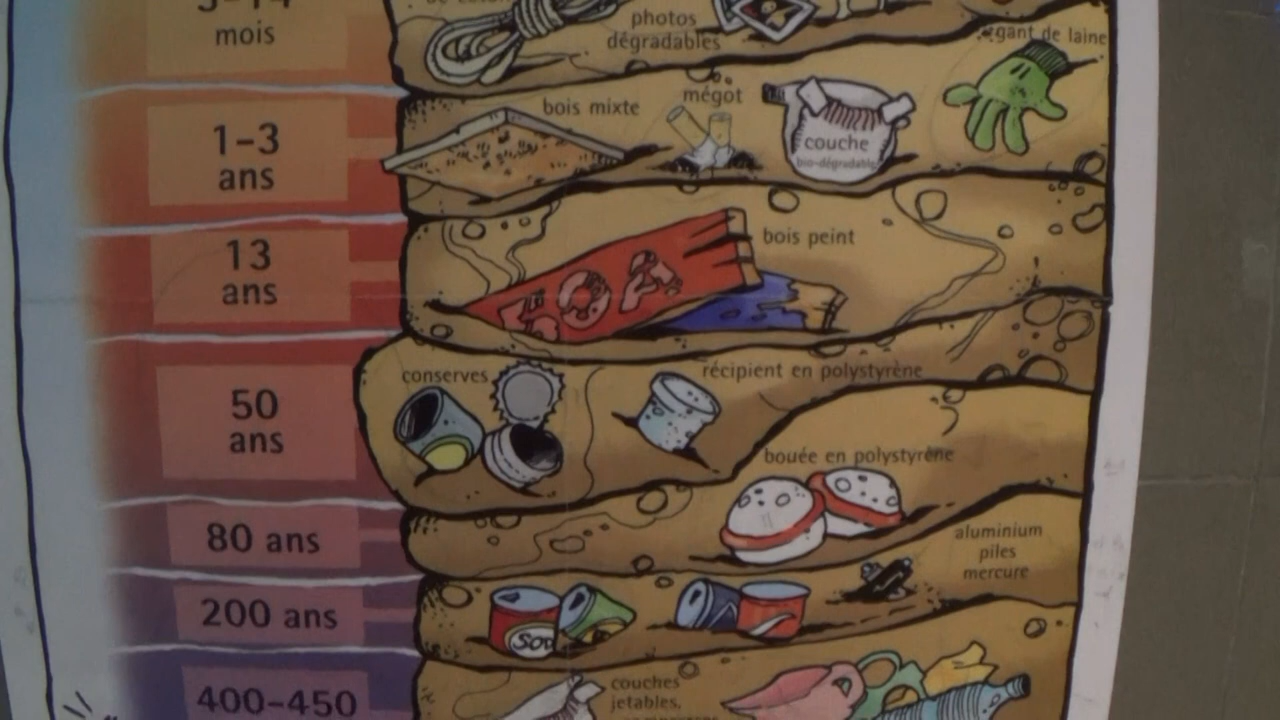 mois
photos
dégradables
gant de laine
1-3
ans
bois mixte
mégot
couche
bio-dégradable
13
ans
bois peint
50
ans
conserves
récipient en polystyrène
bouée en polystyrène
80 ans
200 ans
SODA
aluminium
piles
mercure
400-450
couches
jetables.